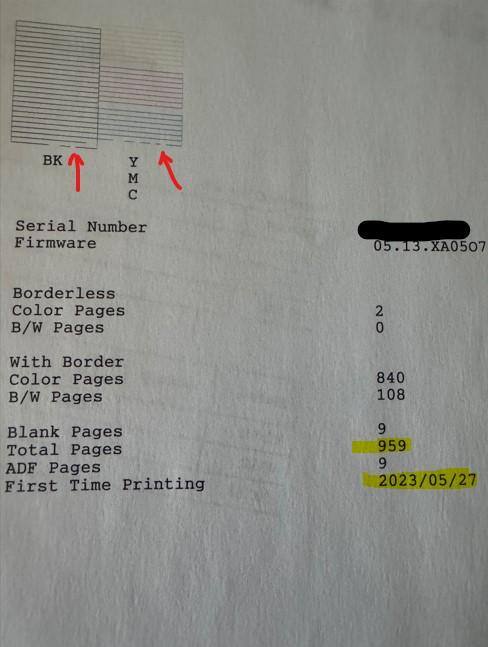 BK Y
M
C
Serial Number
Firmware 05.13.XA05O7
Borderless
Color Pages 2
B/W Pages 0
With Border
Color Pages 840
B/W Pages 108
Blank Pages 9
Total Pages 959
ADF Pages 9
First Time Printing 2023/05/27